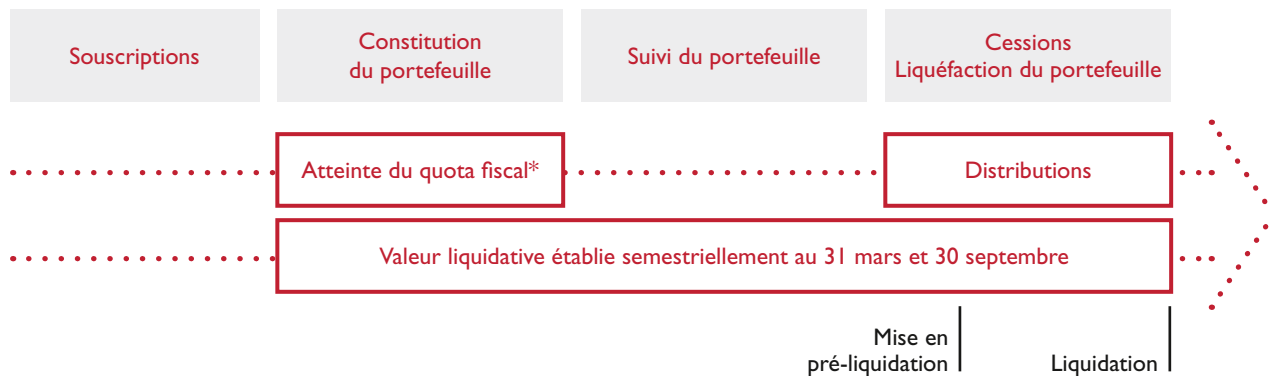 Souscriptions
Constitution
du portefeuille
Suivi du portefeuille
Cessions
Liquéfaction du portefeuille
Atteinte du quota fiscal*
Distributions
Valeur liquidative établie semestriellement au 31 mars et 30 septembre
Mise en
pré-liquidation
Liquidation